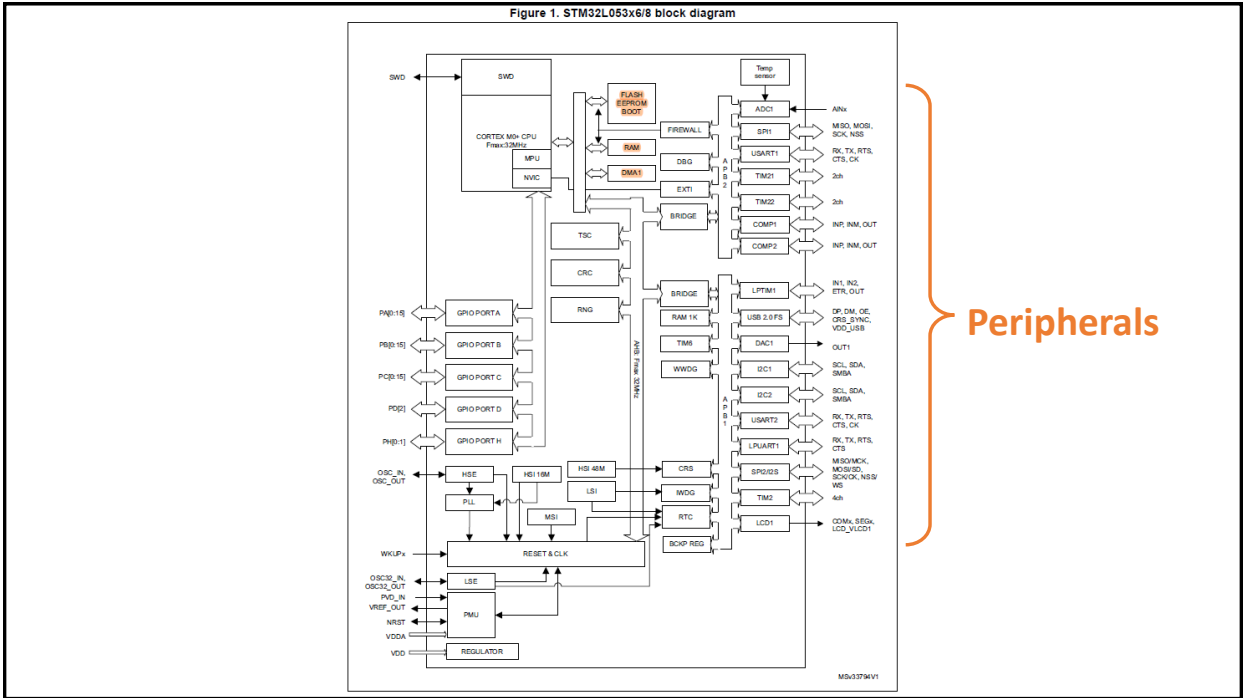 Figure 1. STM32L053x6/8 block diagram
SWD
SWD
CORTEX M0+ CPU
Fmax:32MHz
MPU
NVIC
FLASH
EEPROM
BOOT
RAM
DMA1
FIREWALL
DBG
EXTI
BRIDGE
APB2
Temp
sensor
ADC1
AINx
SPI1
MISO, MOSI,
SCK, NSS
USART1
RX, TX, RTS,
CTS, CK
TIM21
2ch
TIM22
2ch
COMP1
INP, INM, OUT
COMP2
INP, INM, OUT
TSC
CRC
RNG
AHB: Fmax 32MHz
BRIDGE
RAM 1K
TIM6
WWDG
APB1
LPTIM1
IN1, IN2,
ETR, OUT
USB 2.0 FS
DP, DM, OE,
CRS_SYNC,
VDD_USB
DAC1
OUT1
I2C1
SCL, SDA,
SMBA
I2C2
SCL, SDA,
SMBA
USART2
RX, TX, RTS,
CTS, CK
LPUART1
RX, TX, RTS,
CTS
SPI2/I2S
MISO/MCK,
MOSI/SD,
SCK/CK, NSS/
WS
TIM2
4ch
LCD1
COMx, SEGx,
LCD_VLCD1
Peripherals
PA[0:15]
GPIO PORT A
PB[0:15]
GPIO PORT B
PC[0:15]
GPIO PORT C
PD[2]
GPIO PORT D
PH[0:1]
GPIO PORT H
OSC_IN,
OSC_OUT
HSE
HSI 16M
PLL
MSI
HSI 48M
LSI
CRS
IWDG
RTC
BCKP REG
WKUPx
RESET & CLK
OSC32_IN,
OSC32_OUT
LSE
PVD_IN
VREF_OUT
NRST
VDDA
PMU
VDD
REGULATOR
MSv33794V1